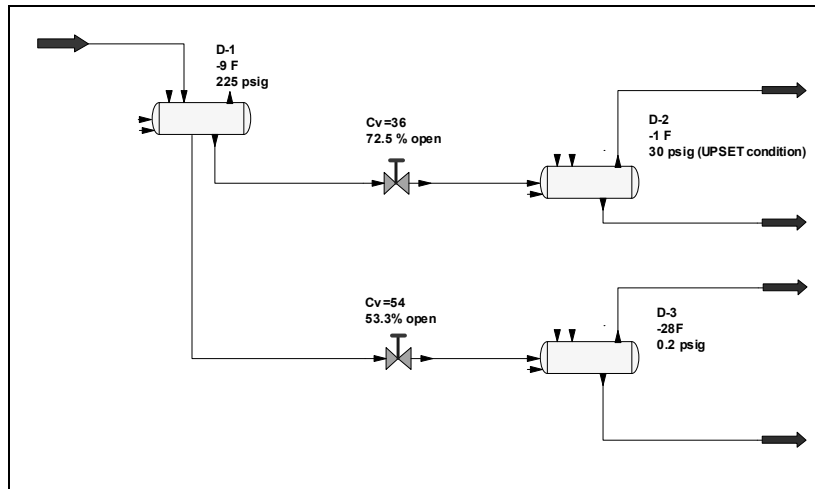 D-1
-9 F
225 psig
Cv=36
72.5 % open
D-2
-1 F
30 psig (UPSET condition)
Cv=54
53.3% open
D-3
-28F
0.2 psig